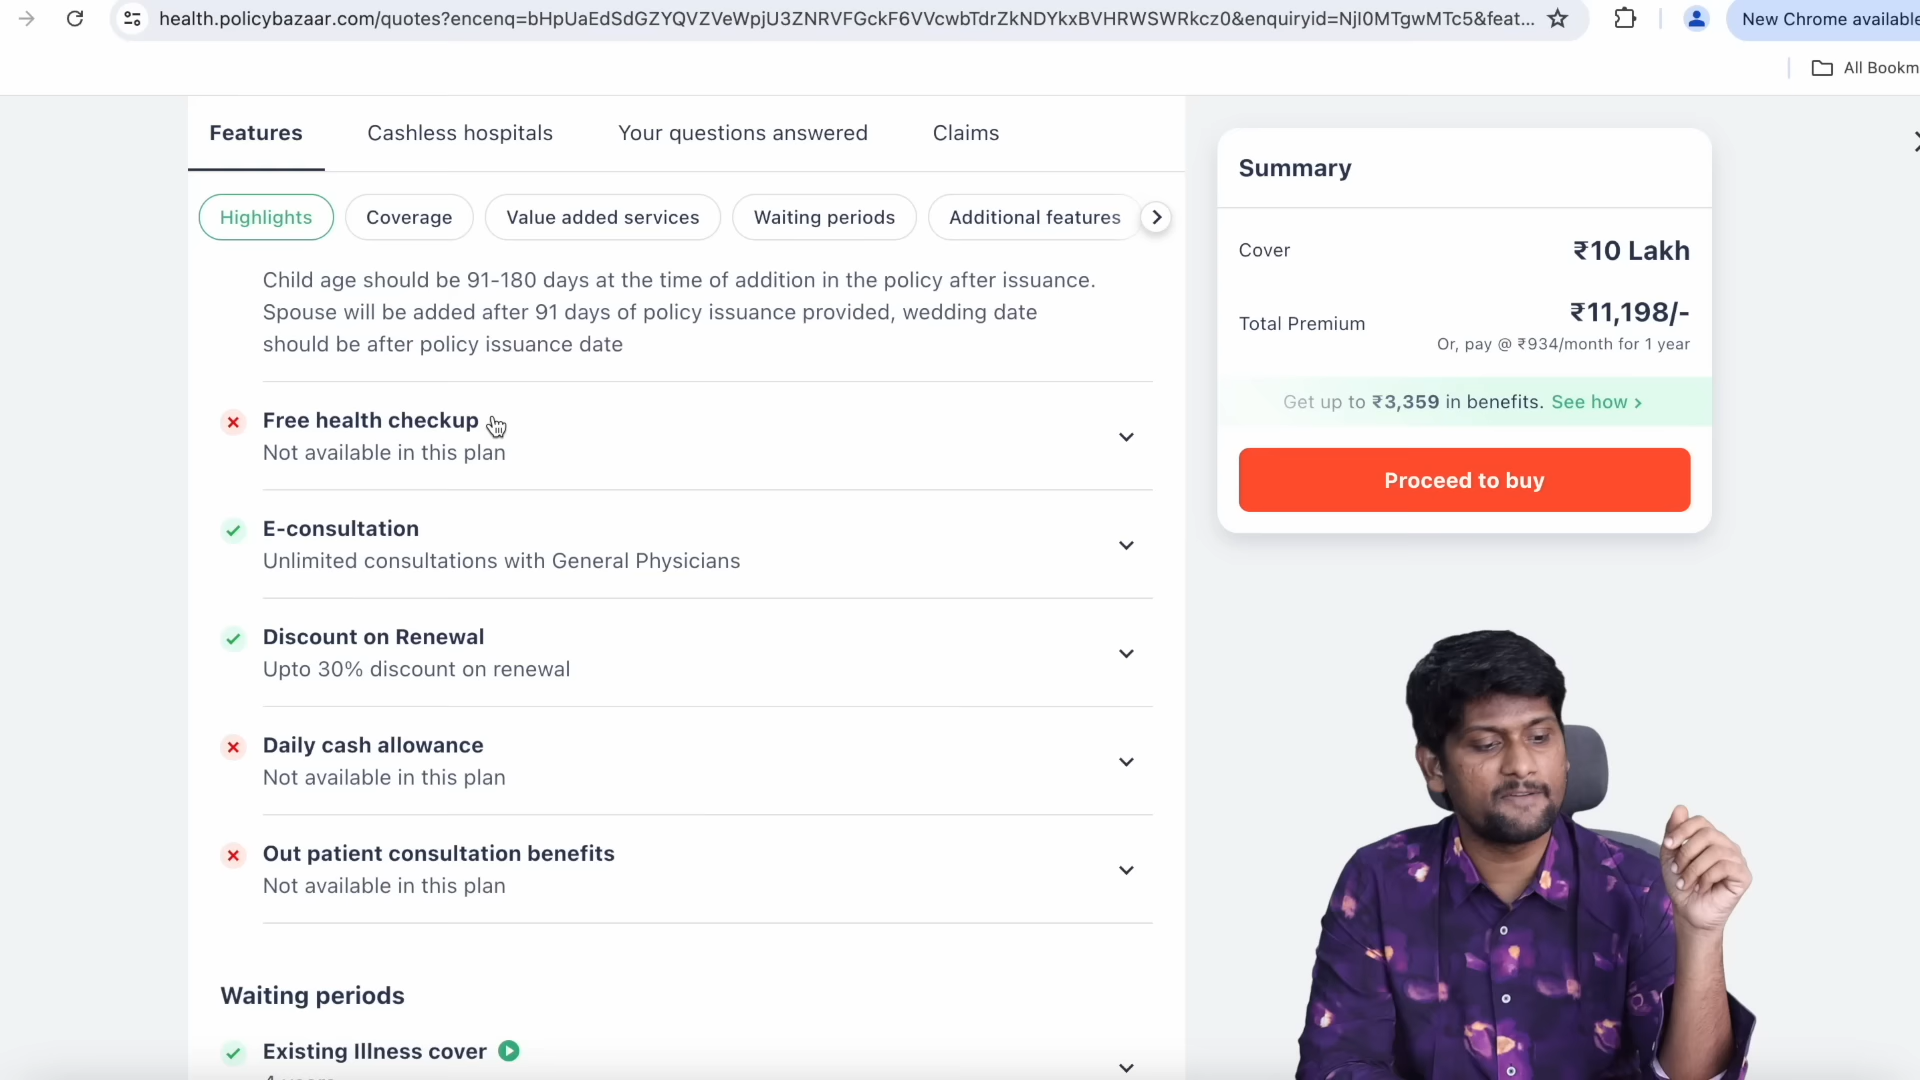 health.policybazaar.com/quotes?encenq=bHpUaEdSdGZYQVZVeWpjU3ZNRVFGckF6VVcwbTdrZkNDYkxBVHRWSWRkcz0&enquiryid=NjI0MTgwMTc5&feat...
New Chrome available
All Bookm
Features
Cashless hospitals
Your questions answered
Claims
Highlights
Coverage
Value added services
Waiting periods
Additional features
Child age should be 91-180 days at the time of addition in the policy after issuance.
Spouse will be added after 91 days of policy issuance provided, wedding date
should be after policy issuance date
Free health checkup
Not available in this plan
E-consultation
Unlimited consultations with General Physicians
Discount on Renewal
Upto 30% discount on renewal
Daily cash allowance
Not available in this plan
Out patient consultation benefits
Not available in this plan
Waiting periods
Existing Illness cover
Summary
Cover
₹10 Lakh
Total Premium
₹11,198/-
Or, pay @ ₹934/month for 1 year
Get up to ₹3,359 in benefits. See how >
Proceed to buy